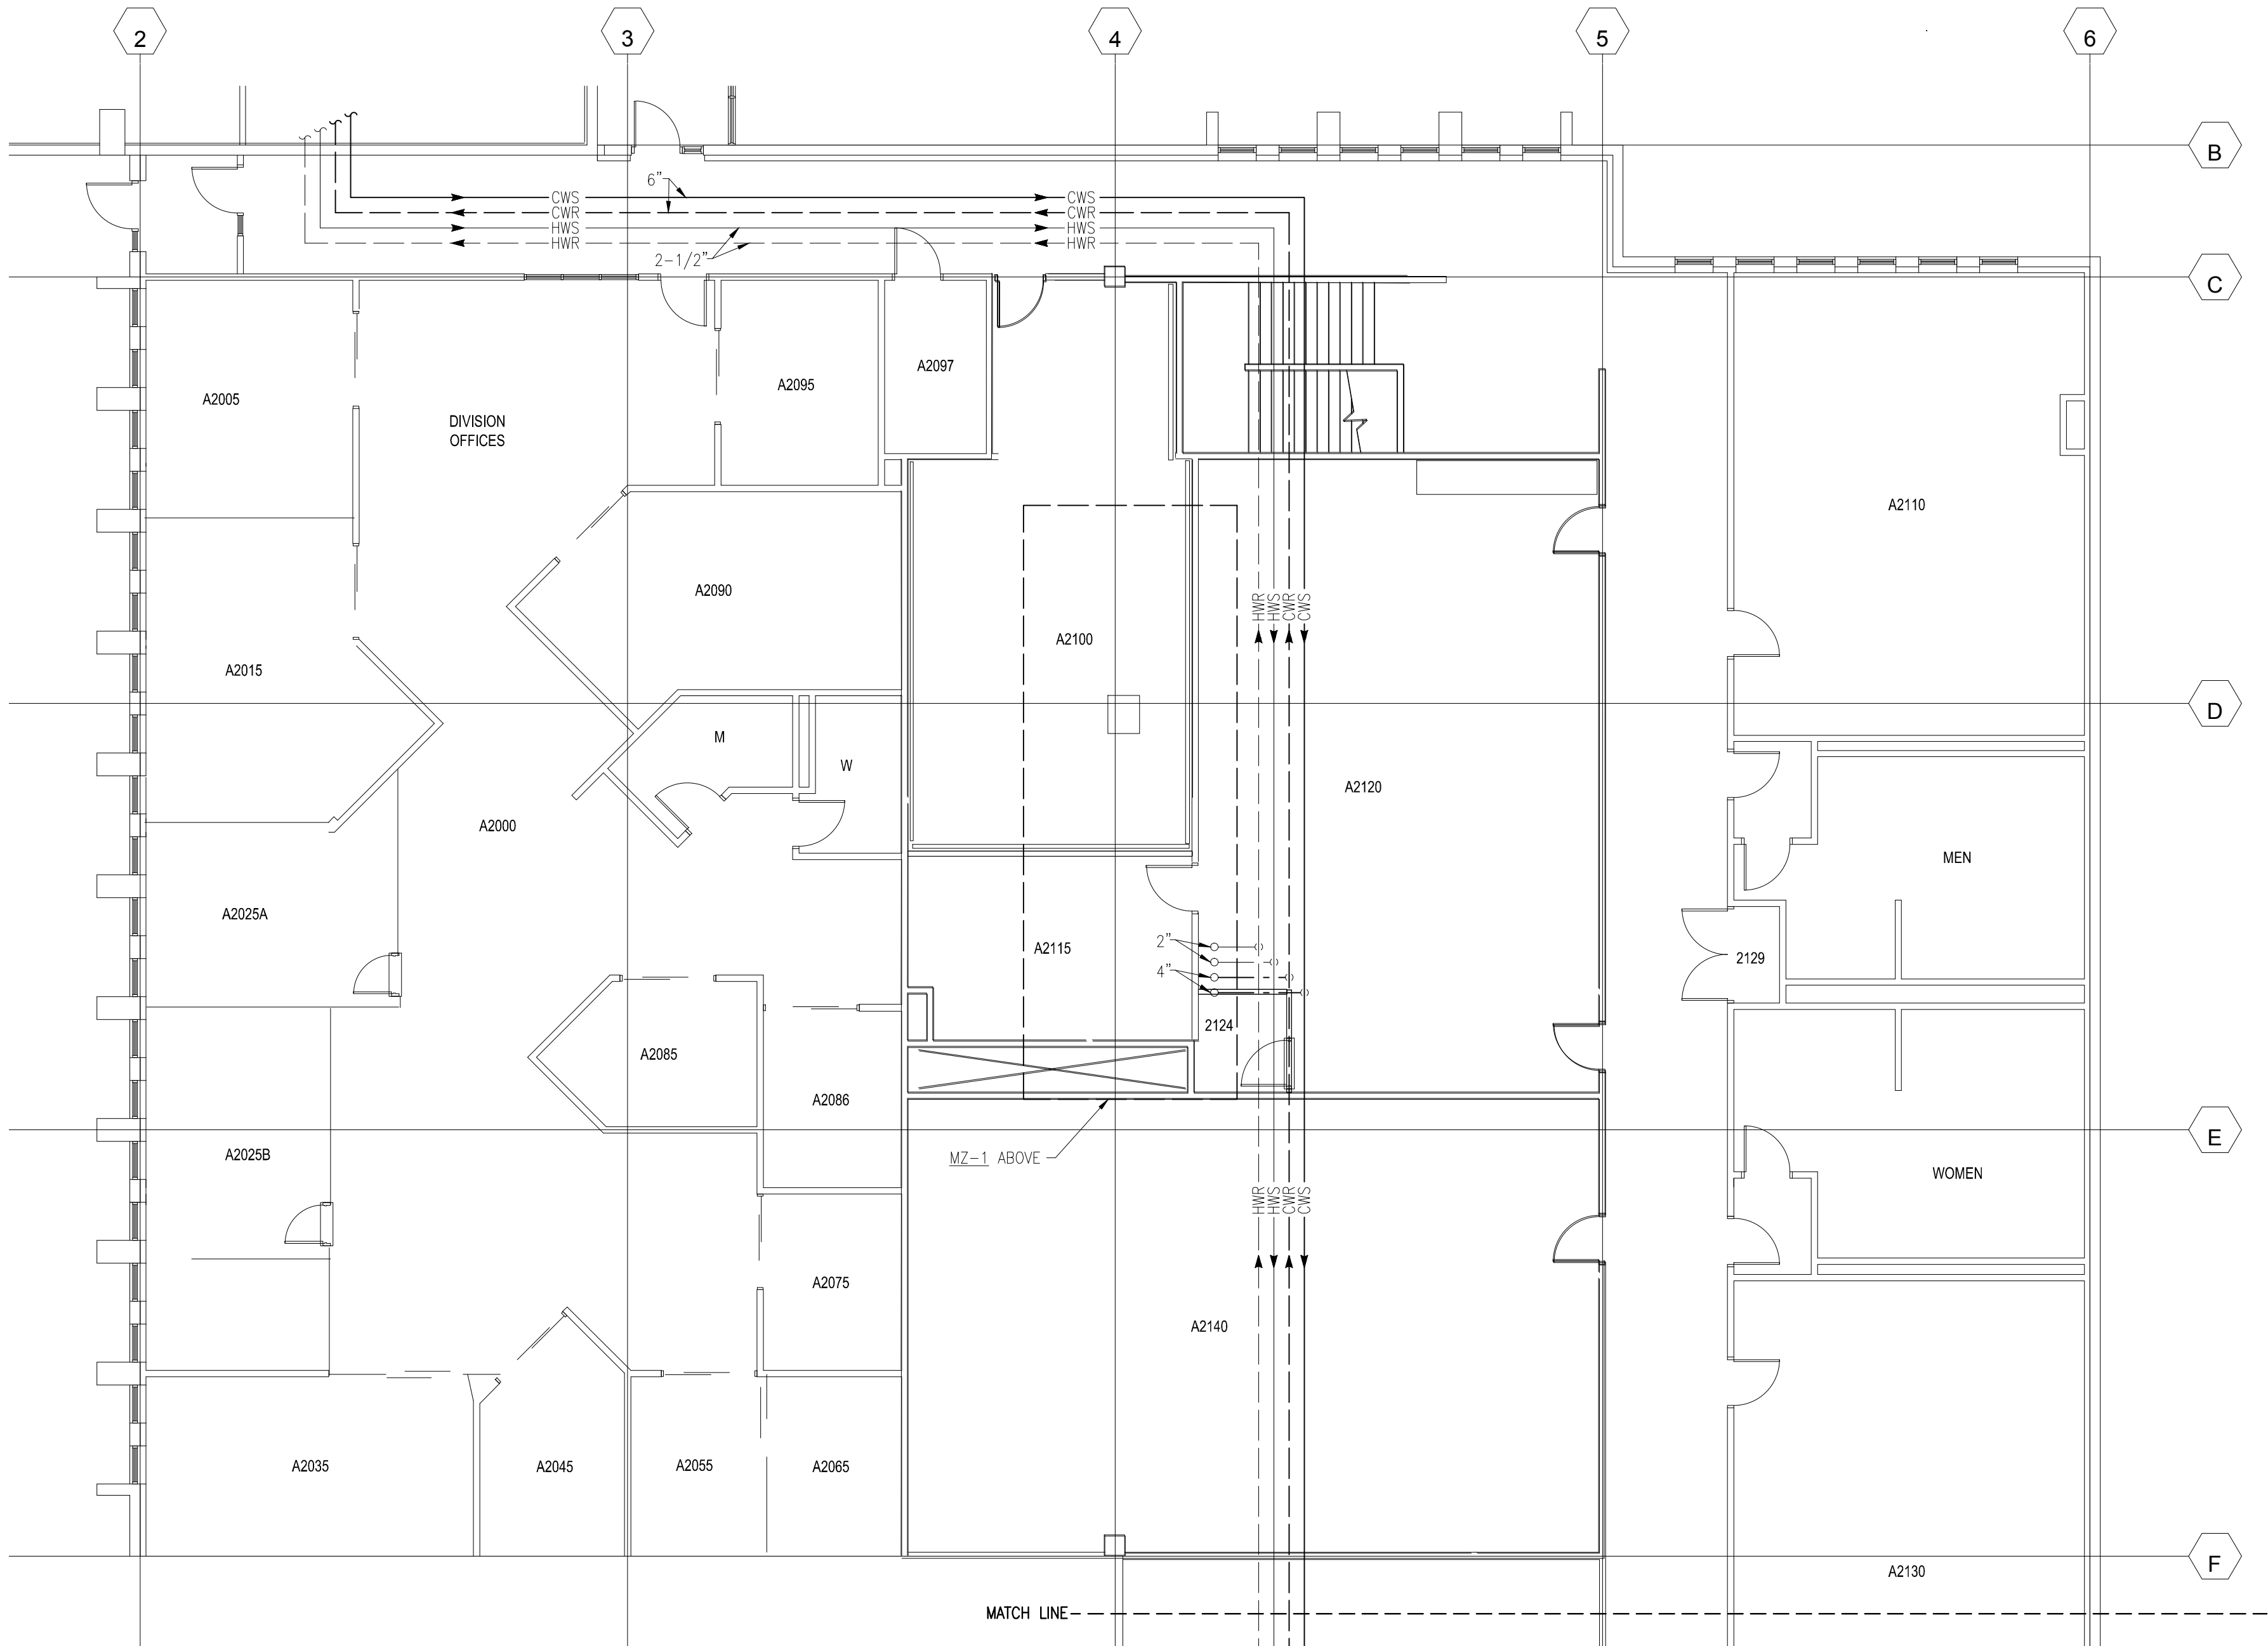 2
3
4
5
6
B
6"
CWS
CWS
CWR
CWR
HWS
HWS
HWR
HWR
2-1/2"
C
A2005
DIVISION
OFFICES
A2095
A2097
A2110
A2090
HWR
HWS
CWR
CWS
A2100
A2015
D
M
W
A2120
A2000
MEN
A2025A
A2115
2"
4"
2129
2124
A2085
A2086
E
A2025B
MZ-1 ABOVE
WOMEN
HWR
HWS
CWR
CWS
A2075
A2140
A2035
A2045
A2055
A2065
F
A2130
MATCH LINE